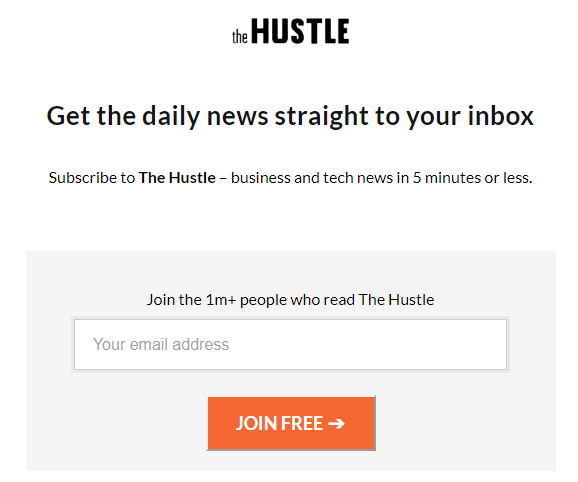 the HUSTLE
Get the daily news straight to your inbox
Subscribe to The Hustle – business and tech news in 5 minutes or less.
Join the 1m+ people who read The Hustle
Your email address
JOIN FREE ➔